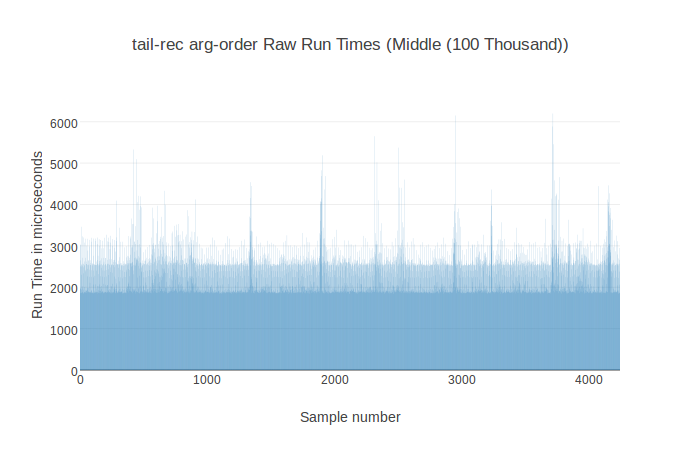 tail-rec arg-order Raw Run Times (Middle (100 Thousand))
6000
5000
4000
3000
2000
1000
0
Run Time in microseconds
0 1000 2000 3000 4000
Sample number